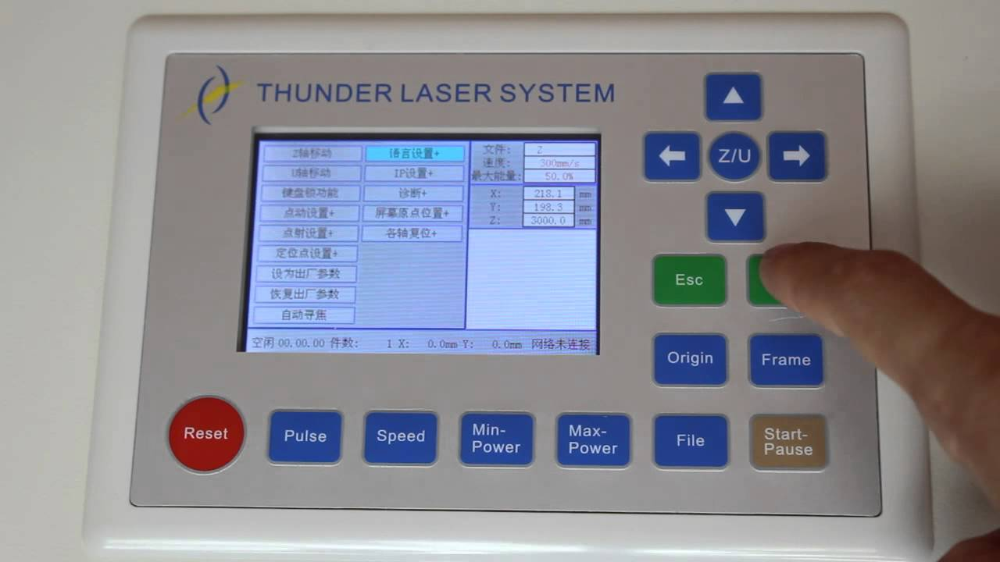 THUNDER LASER SYSTEM
Z轴移动
U轴移动
键盘锁功能
点动设置+
点射设置+
定位点设置+
设为出厂参数
恢复出厂参数
自动寻焦
语言设置+
IP设置+
诊断+
屏幕原点位置+
各轴复位+
文件: Z
速度: 300mm/s
最大能量: 50.0%
X: 218.1 mm
Y: 198.3 mm
Z: 3000.0 mm
空闲 00.00.00 件数: 1 X: 0.0mm Y: 0.0mm 网络未连接
Z/U
Esc
Origin
Frame
Reset
Pulse
Speed
Min-
Power
Max-
Power
File
Start-
Pause